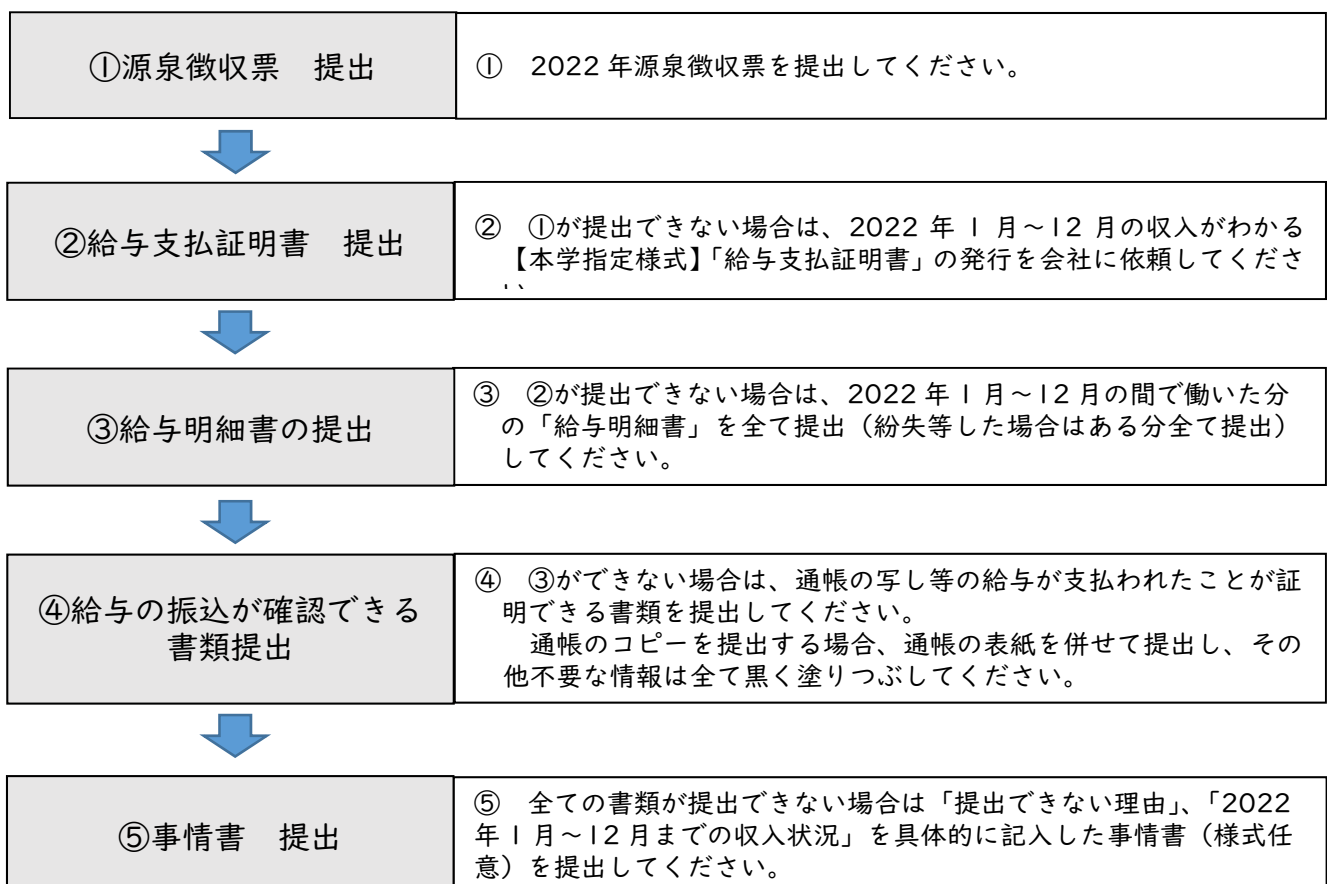 ①源泉徴収票　提出
①　2022 年源泉徴収票を提出してください。
②給与支払証明書　提出
②　①が提出できない場合は、2022 年 1 月～12 月の収入がわかる
【本学指定様式】「給与支払証明書」の発行を会社に依頼してくださ
③給与明細書の提出
③　②が提出できない場合は、2022 年 1 月～12 月の間で働いた分
の「給与明細書」を全て提出（紛失等した場合はある分全て提出）
してください。
④給与の振込が確認できる
書類提出
④　③ができない場合は、通帳の写し等の給与が支払われたことが証
明できる書類を提出してください。
通帳のコピーを提出する場合、通帳の表紙を併せて提出し、その
他不要な情報は全て黒く塗りつぶしてください。
⑤事情書　提出
⑤　全ての書類が提出できない場合は「提出できない理由」、「2022
年 1 月～12 月までの収入状況」を具体的に記入した事情書（様式任
意）を提出してください。